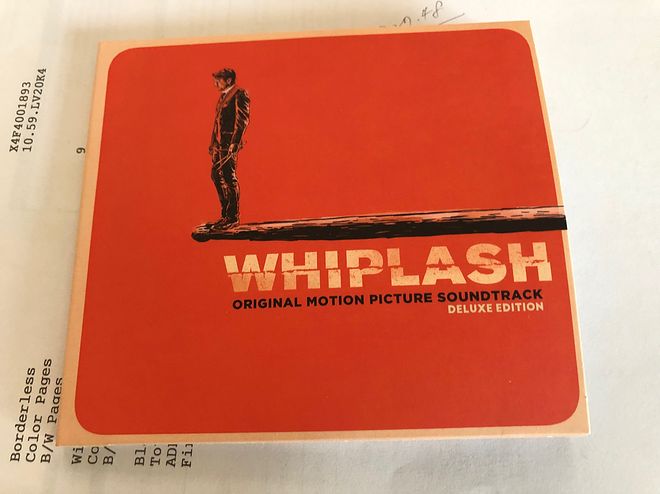 WHIPLASH
ORIGINAL MOTION PICTURE SOUNDTRACK
DELUXE EDITION
X4F4001893
10.59.LV20K4
9
Borderless
Color Pages
B/W Pages